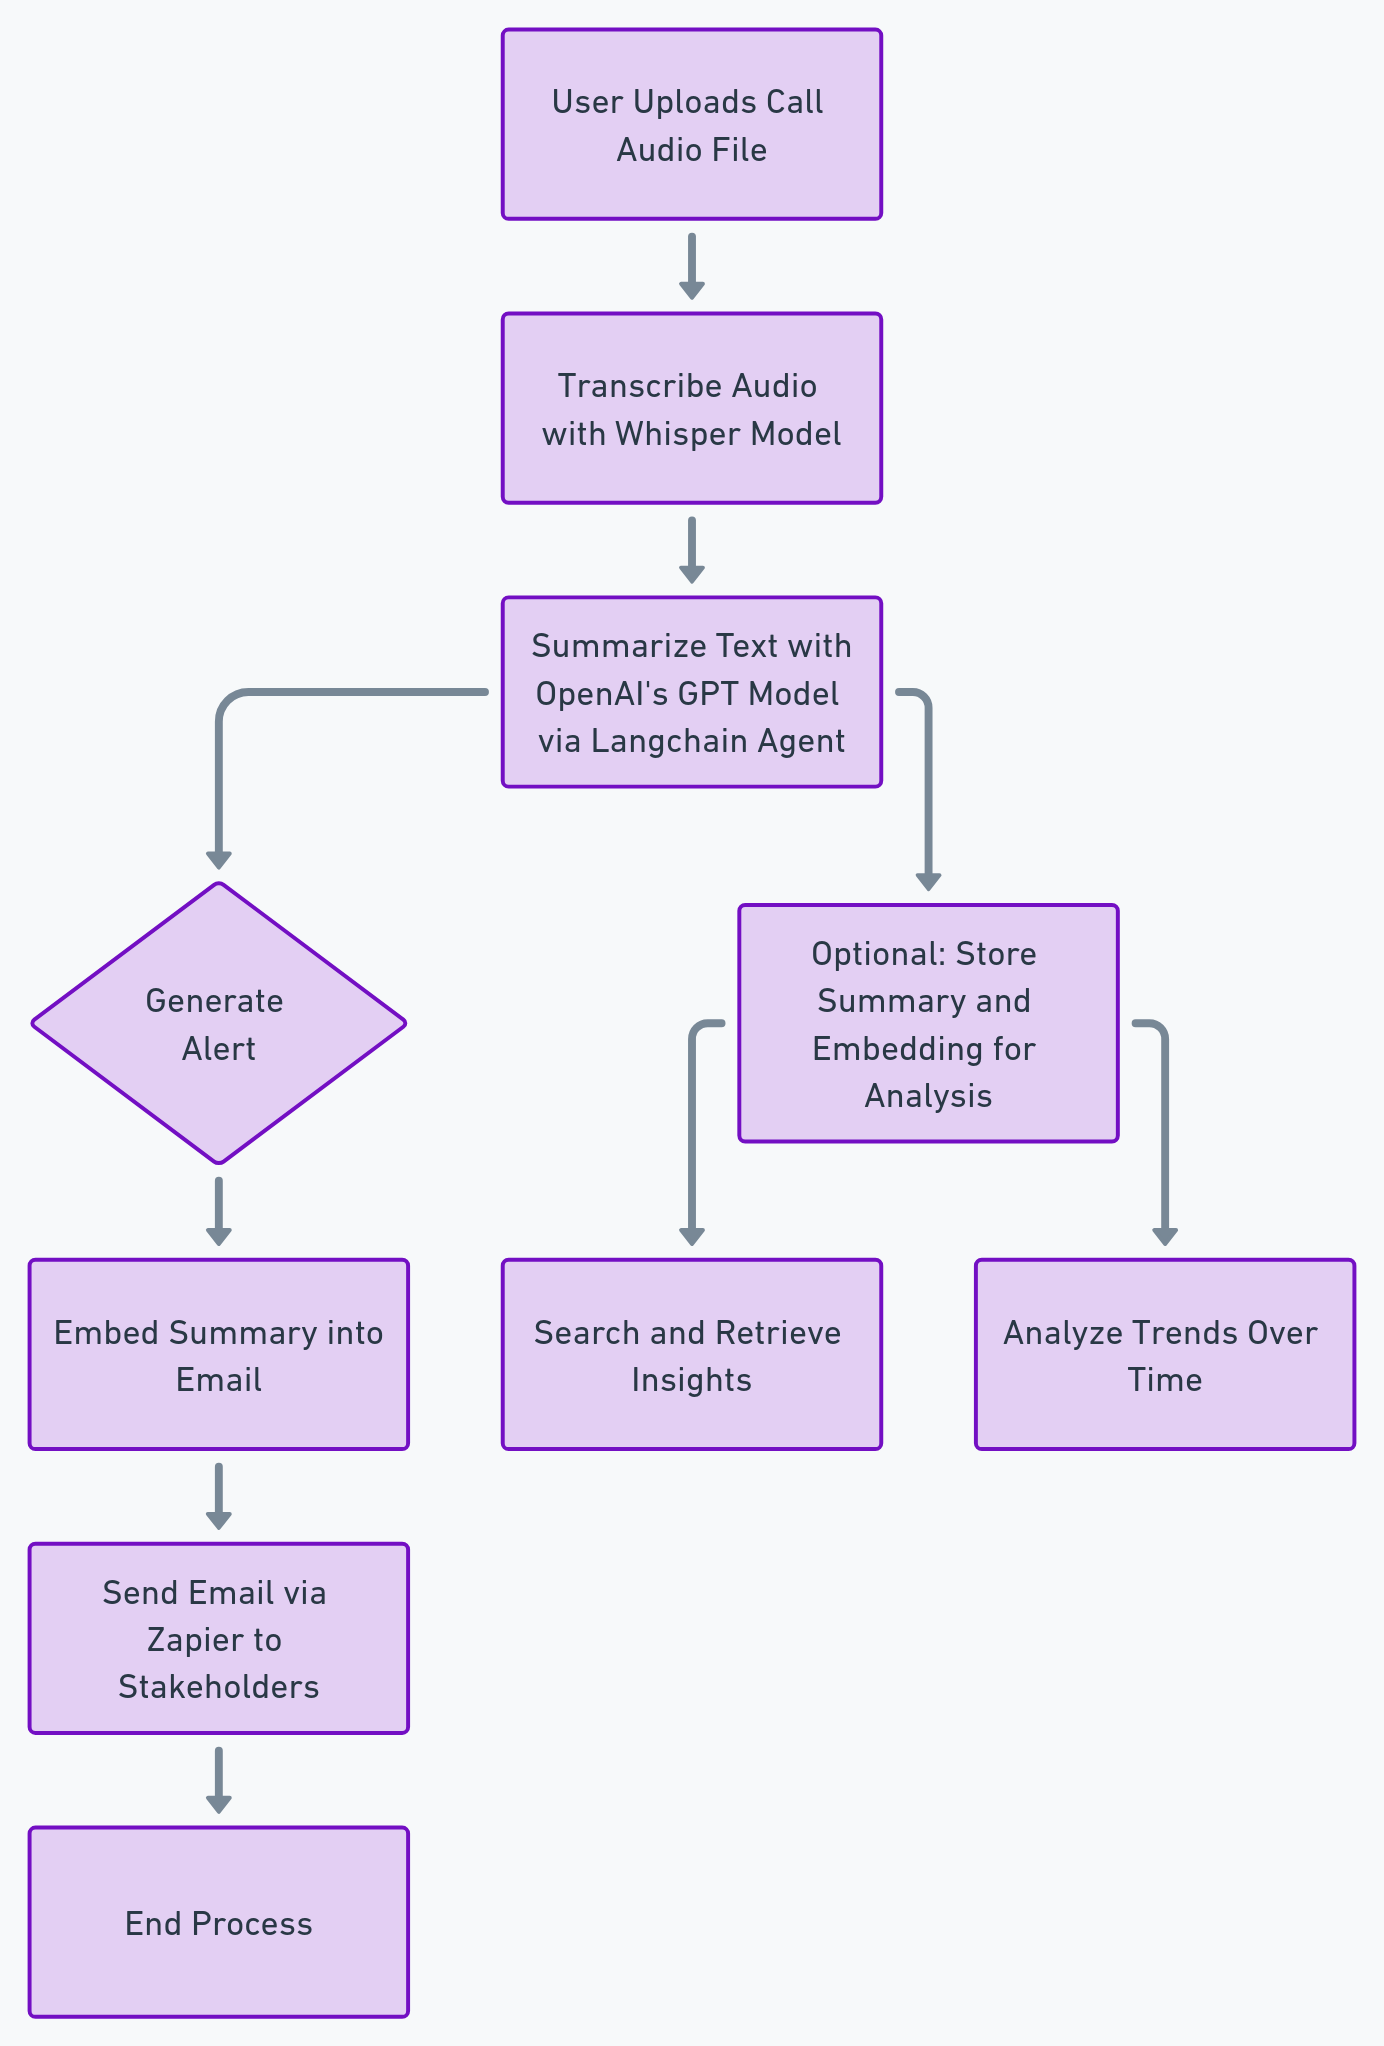 User Uploads Call
Audio File
Transcribe Audio
with Whisper Model
Summarize Text with
OpenAI's GPT Model
via Langchain Agent
Generate
Alert
Optional: Store
Summary and
Embedding for
Analysis
Embed Summary into
Email
Search and Retrieve
Insights
Analyze Trends Over
Time
Send Email via
Zapier to
Stakeholders
End Process